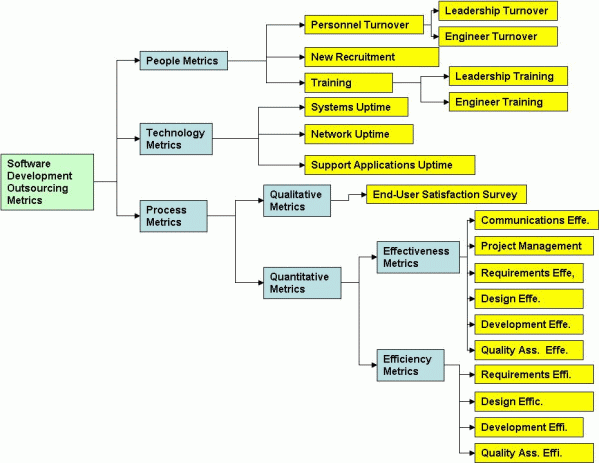 Leadership Turnover
Personnel Turnover
Engineer Turnover
People Metrics
New Recruitment
Training
Leadership Training
Engineer Training
Systems Uptime
Technology
Metrics
Network Uptime
Support Applications Uptime
Software
Development
Outsourcing
Metrics
Process
Metrics
Qualitative
Metrics
End-User Satisfaction Survey
Quantitative
Metrics
Effectiveness
Metrics
Communications Effe.
Project Management
Requirements Effe,
Design Effe.
Development Effe.
Quality Ass. Effe.
Efficiency
Metrics
Requirements Effi.
Design Effic.
Development Effi.
Quality Ass. Effi.